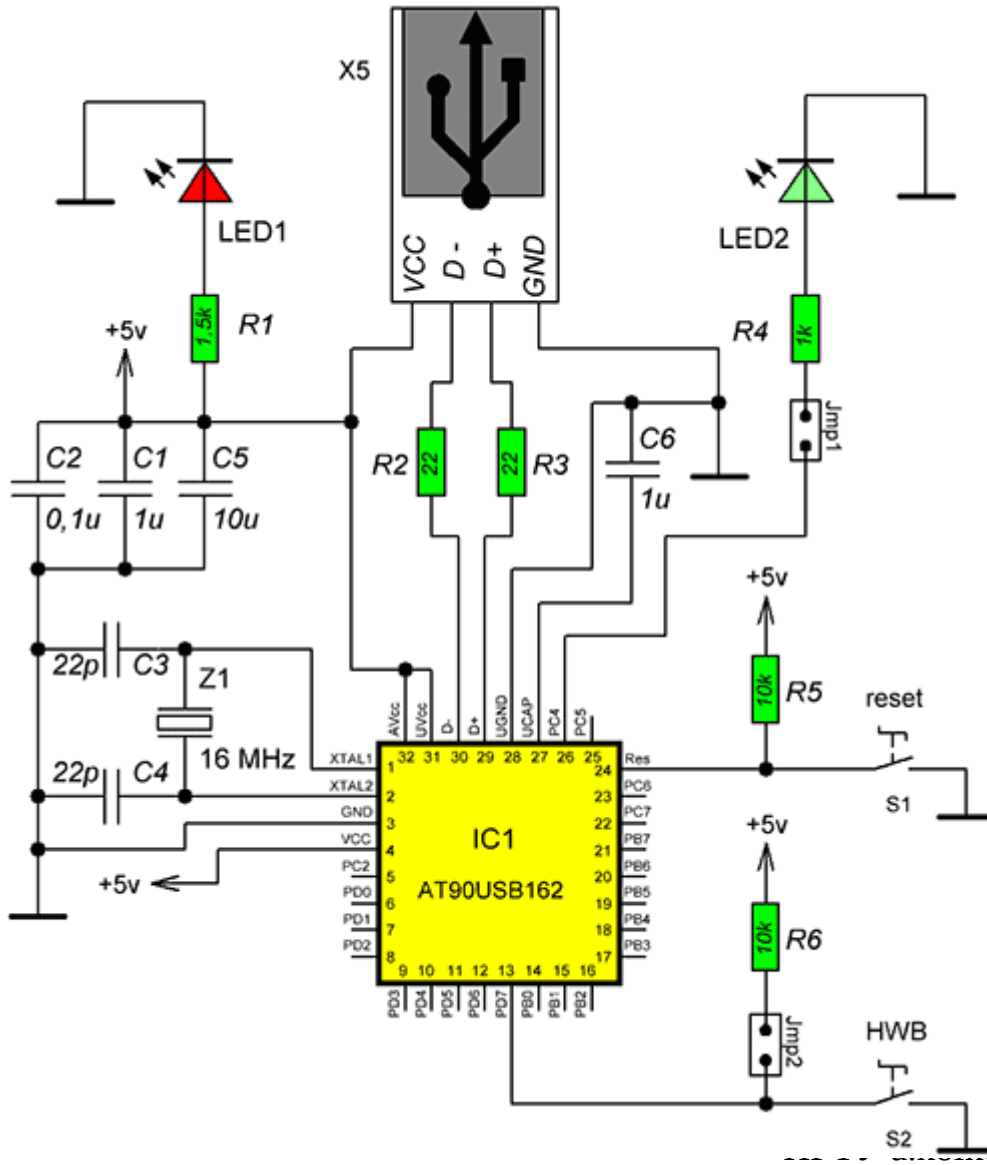 X5
VCC
D -
D+
GND
LED1
LED2
1,5k
R1
+5v
R4
1k
Jmp1
C2
C1
C5
0,1u
1u
10u
R2
22
22
R3
C6
1u
+5v
22p
C3
Z1
16 MHz
22p
C4
10k
R5
reset
S1
AVcc
UVcc
D-
D+
UGND
UCAP
PC4
PC5
32 31 30 29 28 27 26 25
XTAL1
1
XTAL2
2
GND
3
VCC
4
+5v
PC2
5
PD0
6
PD1
7
PD2
8
IC1
AT90USB162
24
Res
23
PC6
22
PC7
21
PB7
20
PB6
19
PB5
18
PB4
17
PB3
9 10 11 12 13 14 15 16
PD3
PD4
PD5
PD6
PD7
PB0
PB1
PB2
+5v
10k
R6
Jmp2
HWB
S2